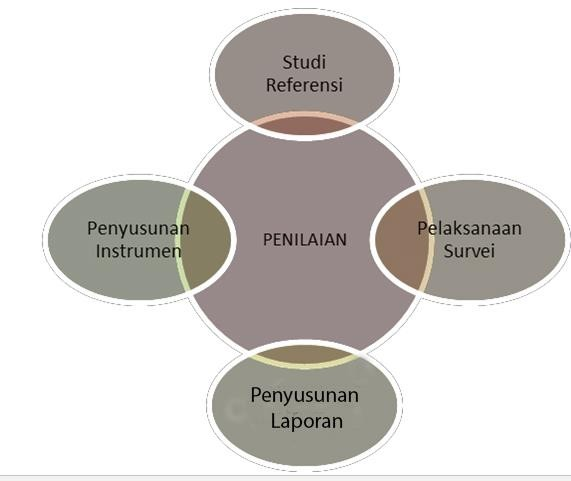 Studi
Referensi
Penyusunan
Instrumen
PENILAIAN
Pelaksanaan
Survei
Penyusunan
Laporan